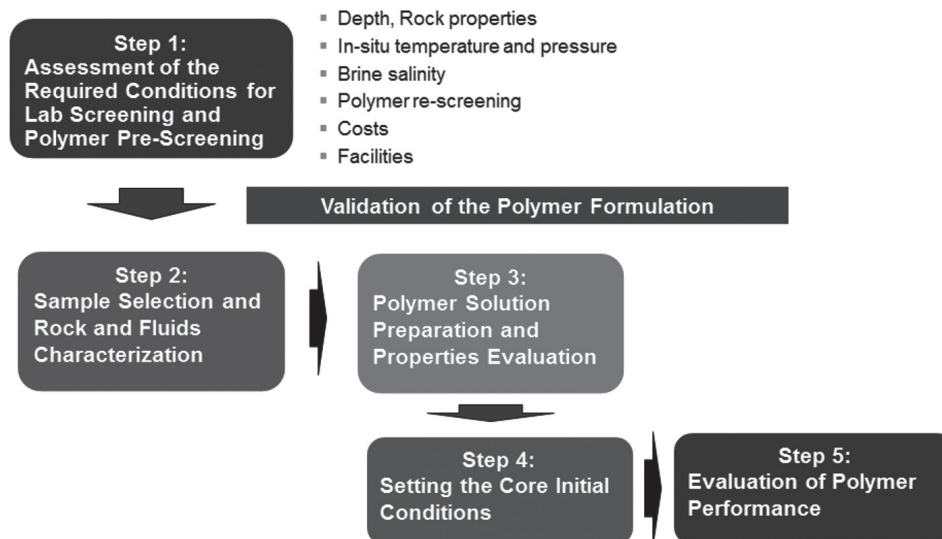 Step 1:
Assessment of the
Required Conditions for
Lab Screening and
Polymer Pre-Screening
▪ Depth, Rock properties
▪ In-situ temperature and pressure
▪ Brine salinity
▪ Polymer re-screening
▪ Costs
▪ Facilities
Validation of the Polymer Formulation
Step 2:
Sample Selection and
Rock and Fluids
Characterization
Step 3:
Polymer Solution
Preparation and
Properties Evaluation
Step 4:
Setting the Core Initial
Conditions
Step 5:
Evaluation of Polymer
Performance